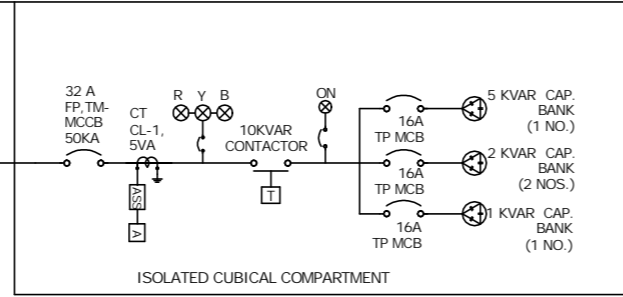 32 A
FP,TM-
MCCB
50KA
CT
CL-1,
5VA
R Y B
10KVAR
CONTACTOR
ON
16A
TP MCB
5 KVAR CAP.
BANK
(1 NO.)
16A
TP MCB
2 KVAR CAP.
BANK
(2 NOS.)
16A
TP MCB
1 KVAR CAP.
BANK
(1 NO.)
ASS
A
T
ISOLATED CUBICAL COMPARTMENT